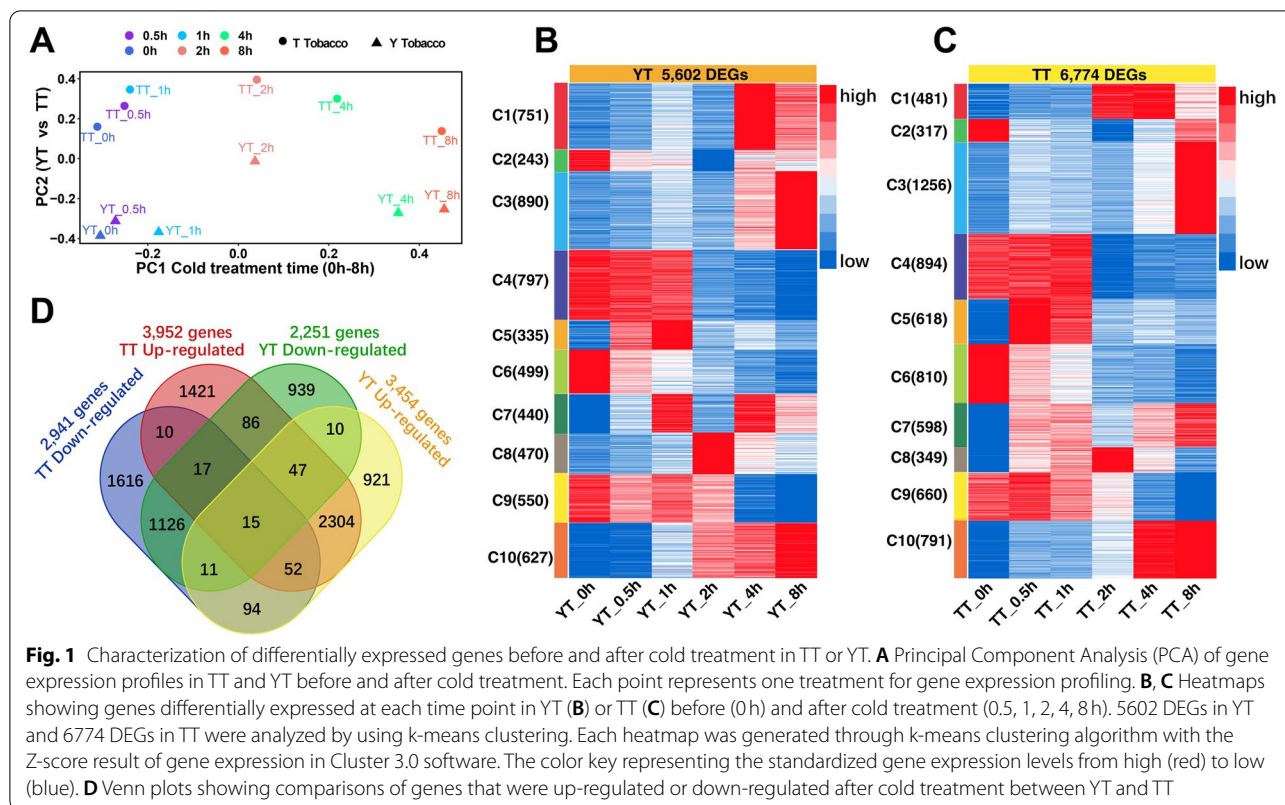 A
0.5h 1h 4h T Tobacco Y Tobacco
0h 2h 8h
PC2 (YT vs TT)
0.4
0.2
0.0
−0.2
−0.4
TT_1h
TT_0.5h
TT_0h
TT_2h
TT_4h
TT_8h
YT_2h
YT_0.5h
YT_0h
YT_1h
YT_4h
YT_8h
−0.2 0.0 0.2 0.4
PC1 Cold treatment time (0h-8h)
B
YT 5,602 DEGs
C1(751)
C2(243)
C3(890)
C4(797)
C5(335)
C6(499)
C7(440)
C8(470)
C9(550)
C10(627)
high
low
YT_0h YT_0.5h YT_1h YT_2h YT_4h YT_8h
C
TT 6,774 DEGs
C1(481)
C2(317)
C3(1256)
C4(894)
C5(618)
C6(810)
C7(598)
C8(349)
C9(660)
C10(791)
high
low
TT_0h TT_0.5h TT_1h TT_2h TT_4h TT_8h
D
2,941 genes
TT Down-regulated
3,952 genes
TT Up-regulated
2,251 genes
YT Down-regulated
3,454 genes
YT Up-regulated
1421 939
10 86 10
1616 17 47 921
1126 15 2304
11 52
94
Fig. 1 Characterization of differentially expressed genes before and after cold treatment in TT or YT. A Principal Component Analysis (PCA) of gene
expression profiles in TT and YT before and after cold treatment. Each point represents one treatment for gene expression profiling. B, C Heatmaps
showing genes differentially expressed at each time point in YT (B) or TT (C) before (0 h) and after cold treatment (0.5, 1, 2, 4, 8 h). 5602 DEGs in YT
and 6774 DEGs in TT were analyzed by using k-means clustering. Each heatmap was generated through k-means clustering algorithm with the
Z-score result of gene expression in Cluster 3.0 software. The color key representing the standardized gene expression levels from high (red) to low
(blue). D Venn plots showing comparisons of genes that were up-regulated or down-regulated after cold treatment between YT and TT